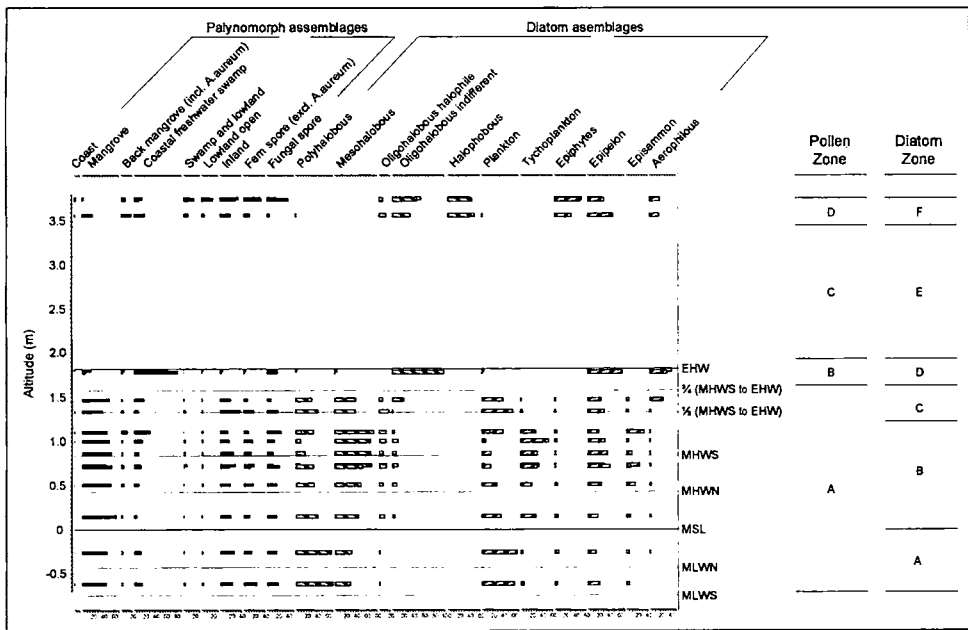 Palynomorph assemblages
Diatom asemblages
Coast
Mangrove
Back mangrove (incl. A.aureum)
Coastal freshwater swamp
Swamp and lowland
Lowland open
Inland
Fern spore (excl. A.aureum)
Fungal spore
Polyhalobous
Mesohalobous
Oligohalobous halophile
Oligohalobous indifferent
Halophobous
Plankton
Tychoplankton
Epiphytes
Epipelon
Episammon
Aerophilous
Pollen Zone
Diatom Zone
Altitude (m)
3.5
3.0
2.5
2.0
1.5
1.0
0.5
0
-0.5
EHW
¾ (MHWS to EHW)
½ (MHWS to EHW)
MHWS
MHWN
MSL
MLWN
MLWS
D
C
B
A
F
E
D
C
B
A